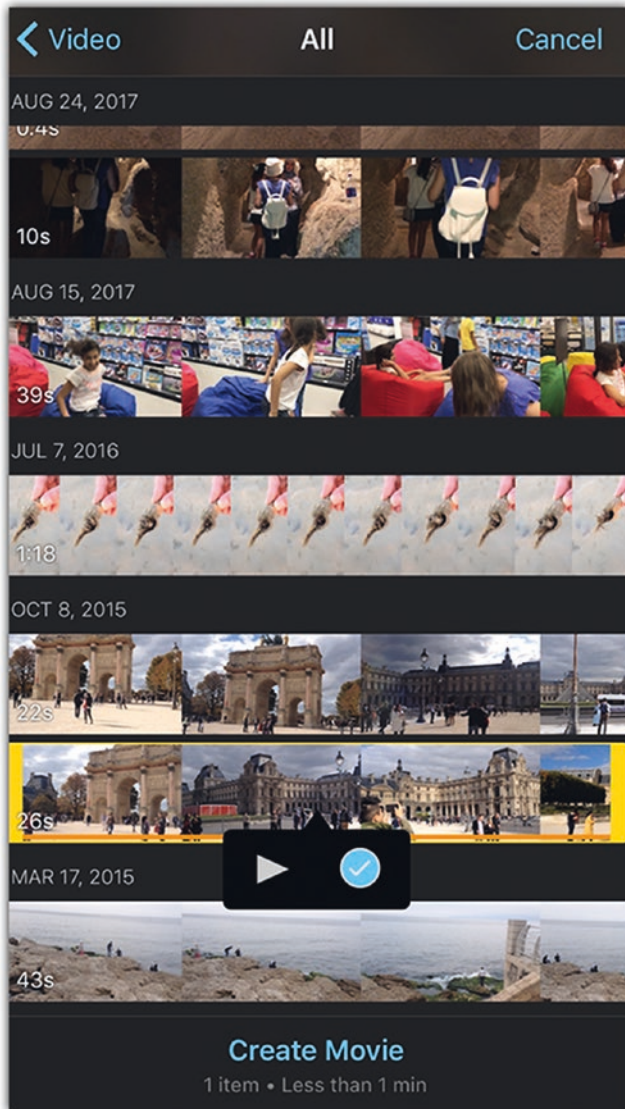 Video
All
Cancel
AUG 24, 2017
0.4s
10s
AUG 15, 2017
39s
JUL 7, 2016
1:18
OCT 8, 2015
22s
26s
MAR 17, 2015
43s
Create Movie
1 item • Less than 1 min